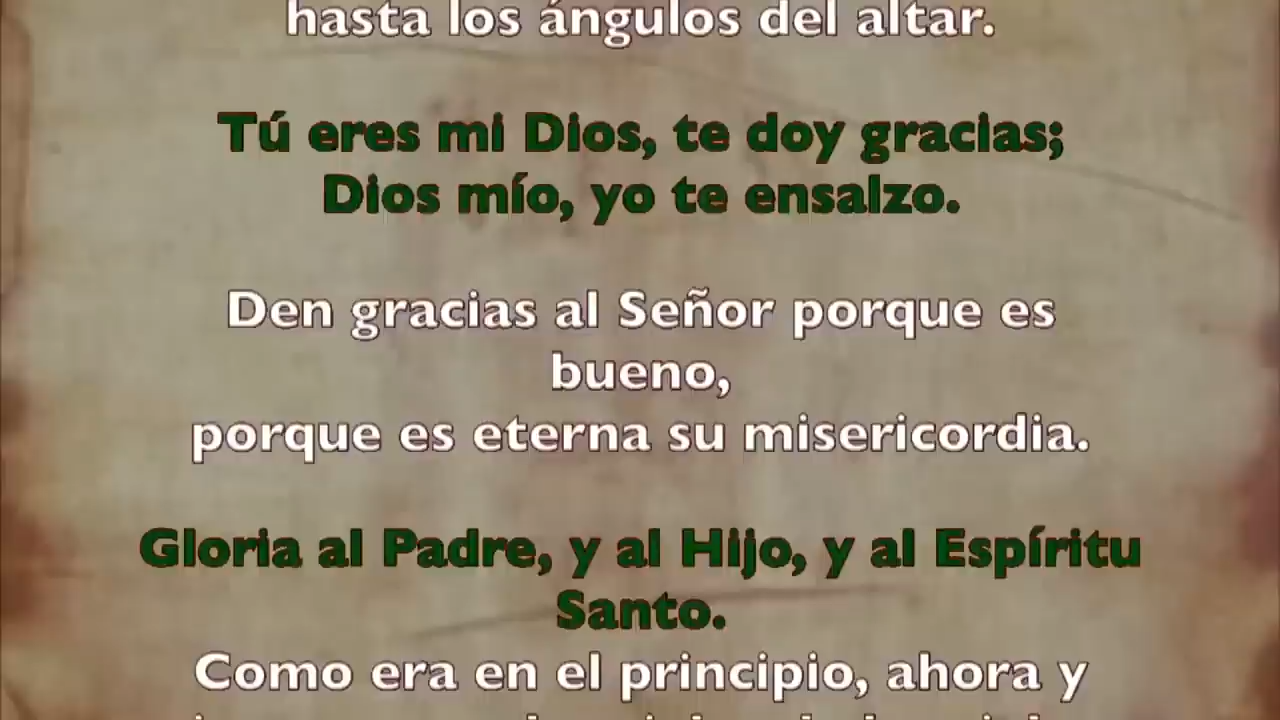 hasta los ángulos del altar.
Tú eres mi Dios, te doy gracias;
Dios mío, yo te ensalzo.
Den gracias al Señor porque es
bueno,
porque es eterna su misericordia.
Gloria al Padre, y al Hijo, y al Espíritu
Santo.
Como era en el principio, ahora y